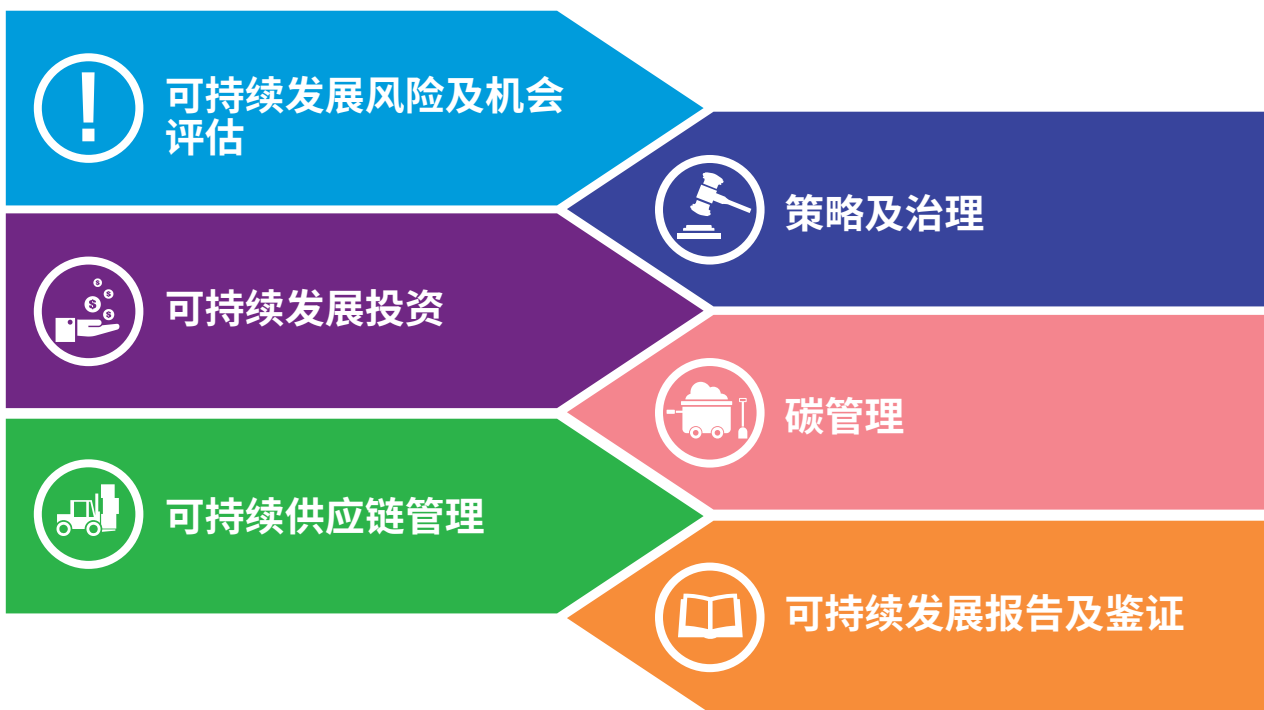 可持续发展风险及机会
评估
策略及治理
可持续发展投资
碳管理
可持续供应链管理
可持续发展报告及鉴证